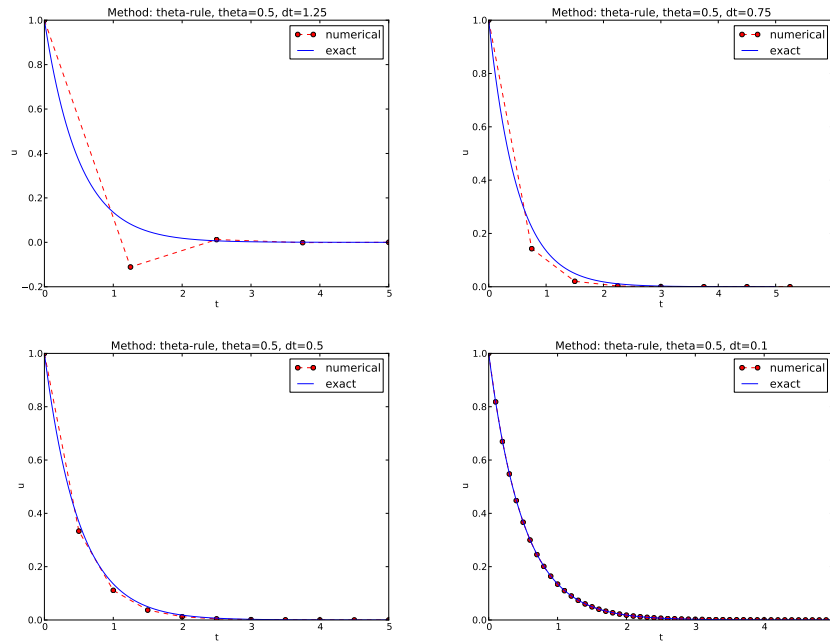 Method: theta-rule, theta=0.5, dt=1.25
numerical
exact
1.0
0.8
0.6
0.4
0.2
0.0
−0.2
u
0 1 2 3 4 5
t
Method: theta-rule, theta=0.5, dt=0.75
numerical
exact
1.0
0.8
0.6
0.4
0.2
0.0
u
0 1 2 3 4 5
t
Method: theta-rule, theta=0.5, dt=0.5
numerical
exact
1.0
0.8
0.6
0.4
0.2
0.0
u
0 1 2 3 4 5
t
Method: theta-rule, theta=0.5, dt=0.1
numerical
exact
1.0
0.8
0.6
0.4
0.2
0.0
u
0 1 2 3 4
t